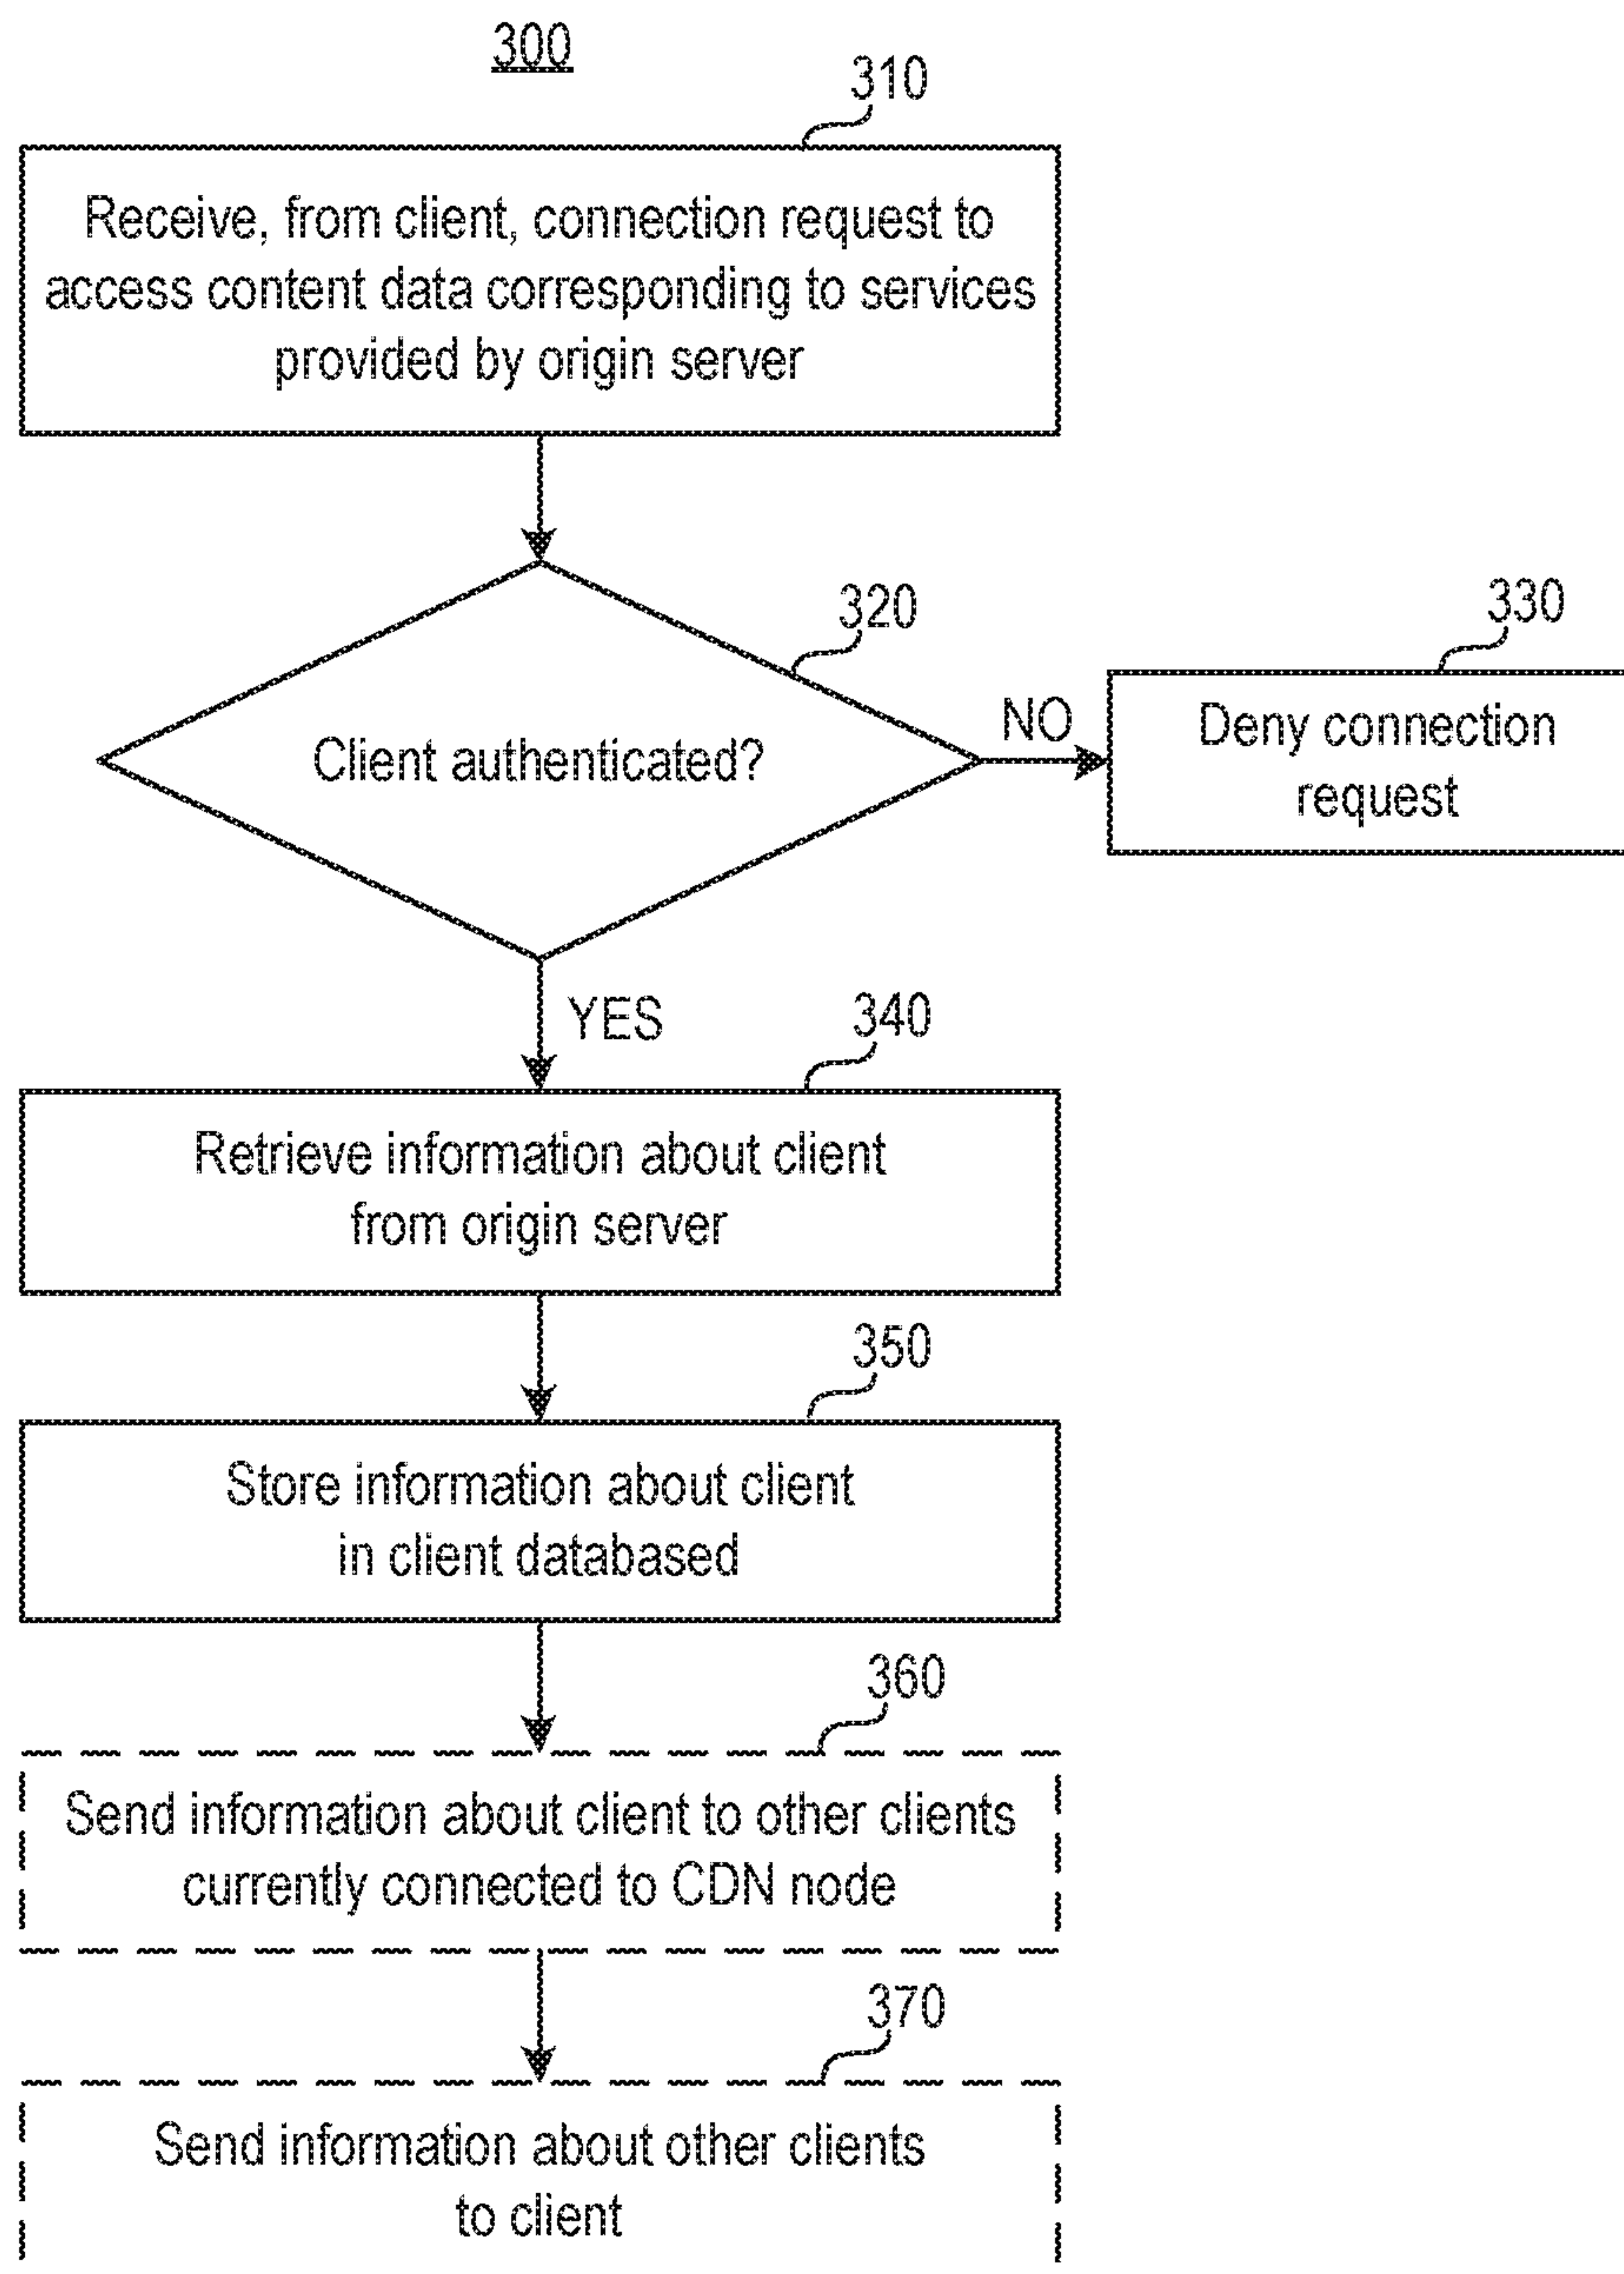 300
310
Receive, from client, connection request to
access content data corresponding to services
provided by origin server
320
Client authenticated?
NO
330
Deny connection
request
YES
340
Retrieve information about client
from origin server
350
Store information about client
in client databased
360
Send information about client to other clients
currently connected to CDN node
370
Send information about other clients
to client